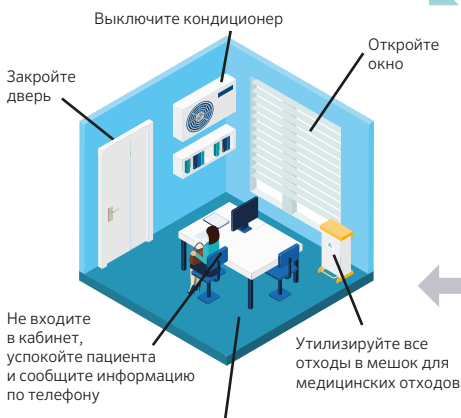 Выключите кондиционер
Откройте
окно
Закройте
дверь
Не входите
в кабинет,
успокойте пациента
и сообщите информацию
по телефону
Утилизируйте все
отходы в мешок для
медицинских отходов